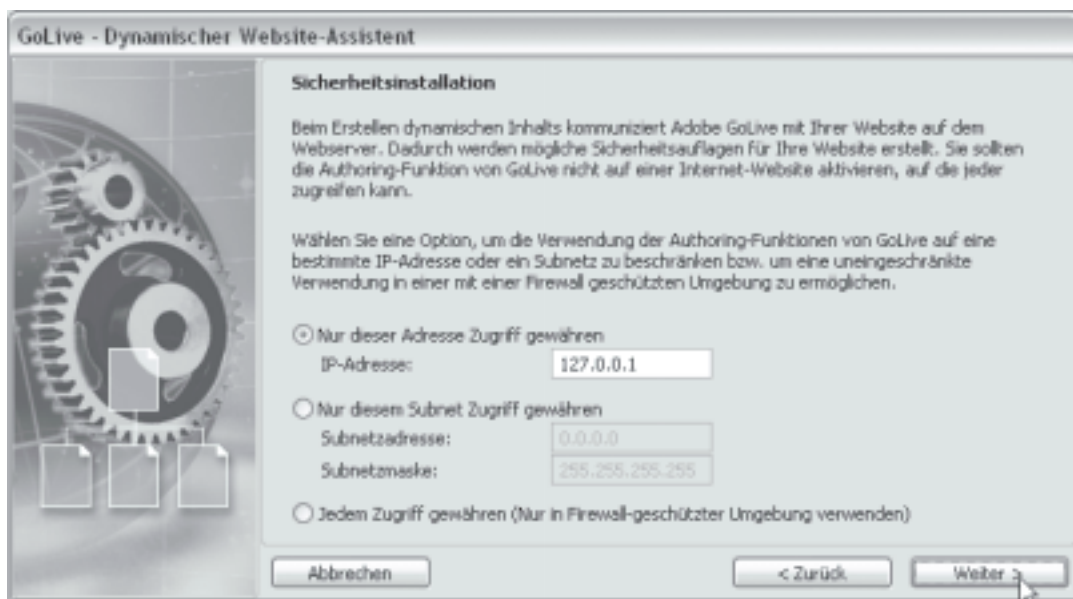 GoLive - Dynamischer Website-Assistent
Sicherheitsinstallation
Beim Erstellen dynamischen Inhalts kommuniziert Adobe GoLive mit Ihrer Website auf dem
Webserver. Dadurch werden mögliche Sicherheitsauflagen für Ihre Website erstellt. Sie sollten
die Authoring-Funktion von GoLive nicht auf einer Internet-Website aktivieren, auf die jeder
zugreifen kann.
Wählen Sie eine Option, um die Verwendung der Authoring-Funktionen von GoLive auf eine
bestimmte IP-Adresse oder ein Subnetz zu beschränken bzw. um eine uneingeschränkte
Verwendung in einer mit einer Firewall geschützten Umgebung zu ermöglichen.
Nur dieser Adresse Zugriff gewähren
IP-Adresse: 127.0.0.1
Nur diesem Subnet Zugriff gewähren
Subnetzadresse: 0.0.0.0
Subnetzmaske: 255.255.255.255
Jedem Zugriff gewähren (Nur in Firewall-geschützter Umgebung verwenden)
Abbrechen < Zurück Weiter >